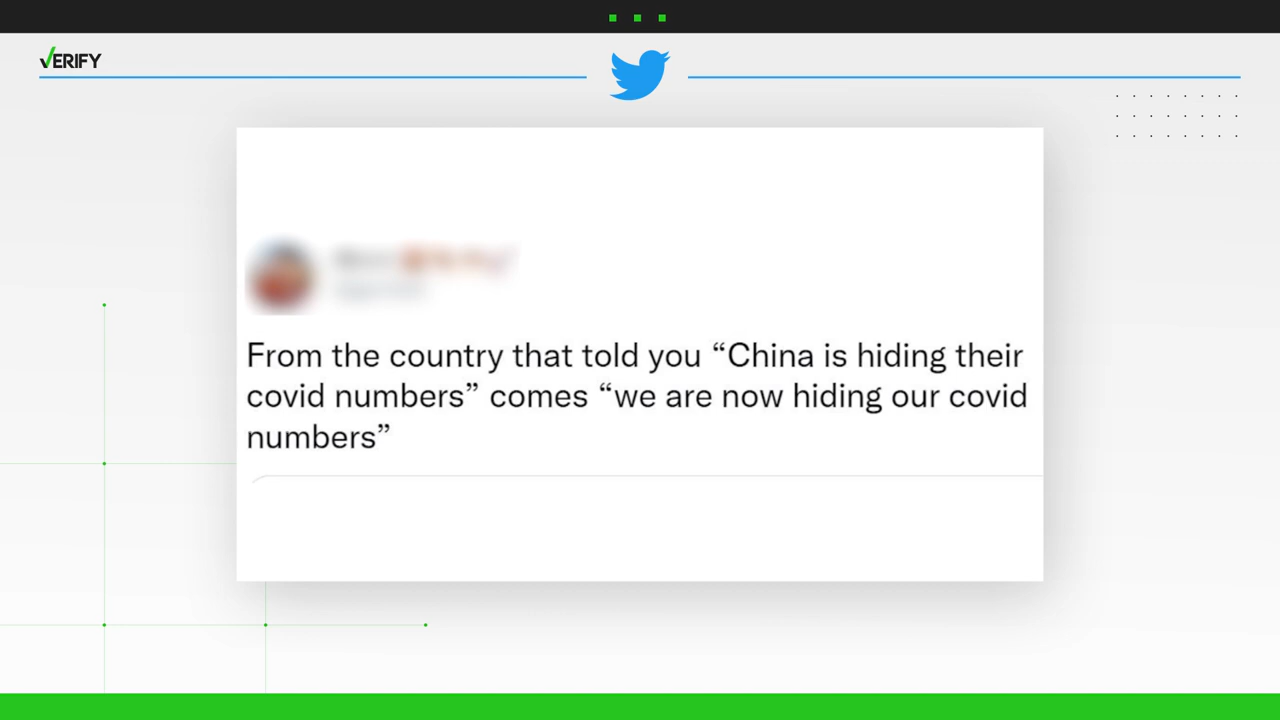 VERIFY
From the country that told you “China is hiding their
covid numbers” comes “we are now hiding our covid
numbers”